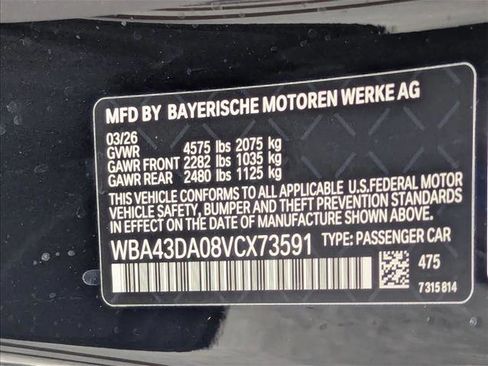 MFD BY BAYERISCHE MOTOREN WERKE AG
03/26
GVWR 4575 lbs 2075 kg
GAWR FRONT 2282 lbs 1035 kg
GAWR REAR 2480 lbs 1125 kg
THIS VEHICLE CONFORMS TO ALL APPLICABLE U.S.FEDERAL MOTOR
VEHICLE SAFETY, BUMPER AND THEFT PREVENTION STANDARDS
IN EFFECT ON THE DATE OF MANUFACTURE SHOWN ABOVE
WBA43DA08VCX73591 TYPE: PASSENGER CAR
475
7315814